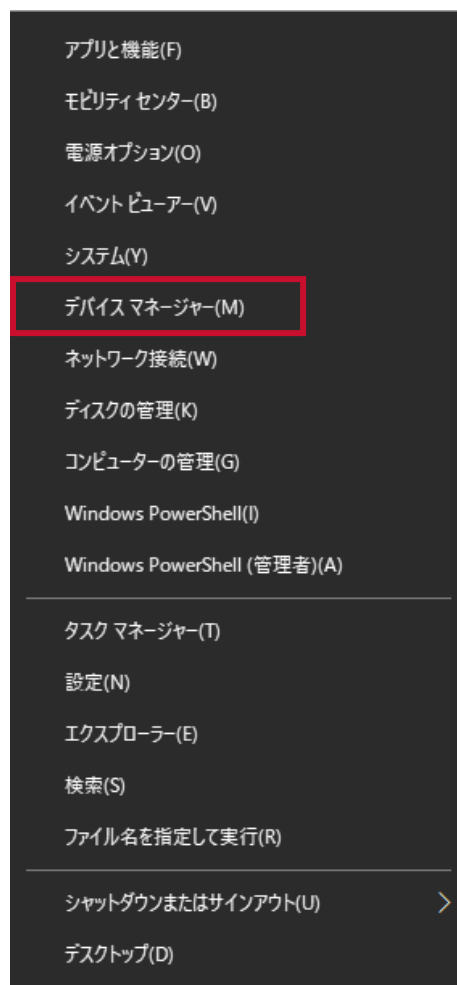 アプリと機能(F)
モビリティ センター(B)
電源オプション(O)
イベント ビューアー(V)
システム(Y)
デバイス マネージャー(M)
ネットワーク接続(W)
ディスクの管理(K)
コンピューターの管理(G)
Windows PowerShell(I)
Windows PowerShell (管理者)(A)
タスク マネージャー(T)
設定(N)
エクスプローラー(E)
検索(S)
ファイル名を指定して実行(R)
シャットダウンまたはサインアウト(U)
デスクトップ(D)